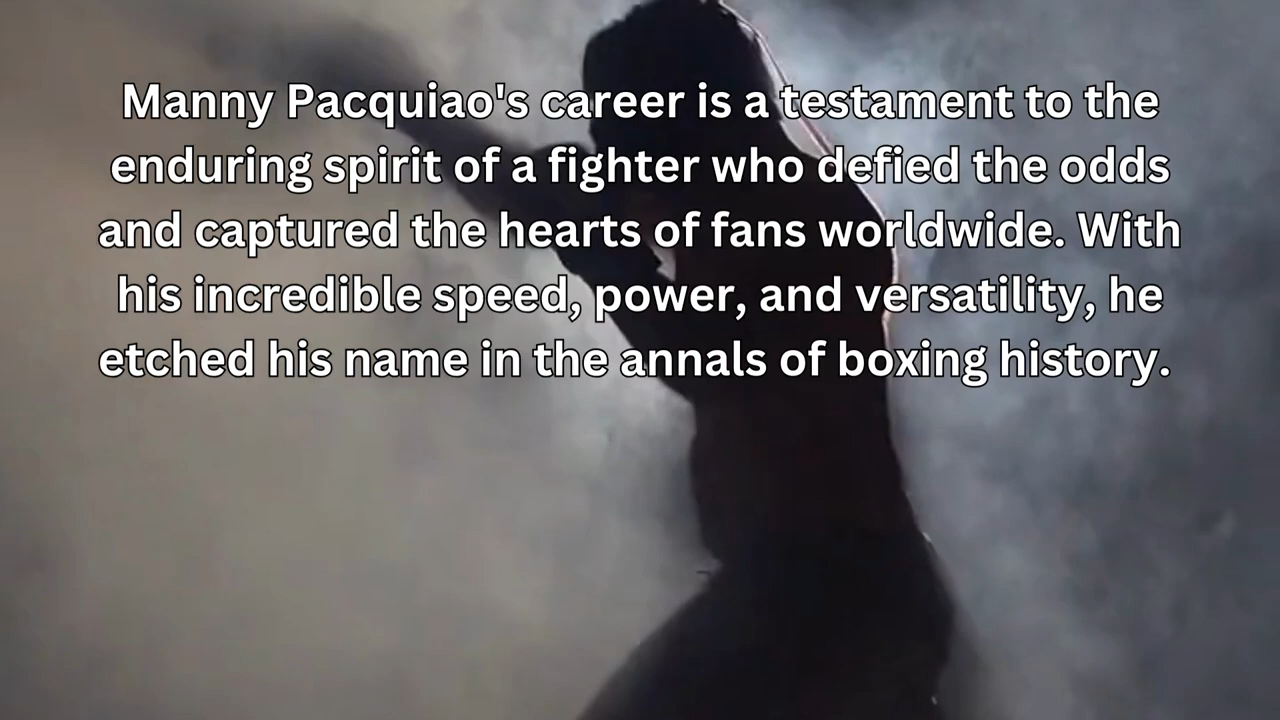 Manny Pacquiao's career is a testament to the
enduring spirit of a fighter who defied the odds
and captured the hearts of fans worldwide. With
his incredible speed, power, and versatility, he
etched his name in the annals of boxing history.